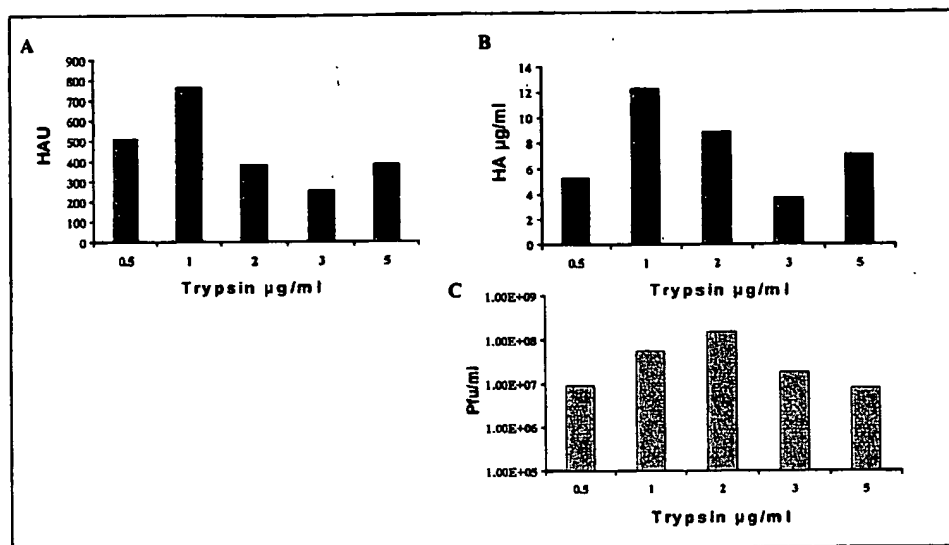 A
900
800
700
600
500
400
300
200
100
0
HAU
0.5 1 2 3 5
Trypsin µg/ml
B
14
12
10
8
6
4
2
0
HA µg/ml
0.5 1 2 3 5
Trypsin µg/ml
C
1.00E+09
1.00E+08
1.00E+07
1.00E+06
1.00E+05
Pfu/ml
0.5 1 2 3 5
Trypsin µg/ml